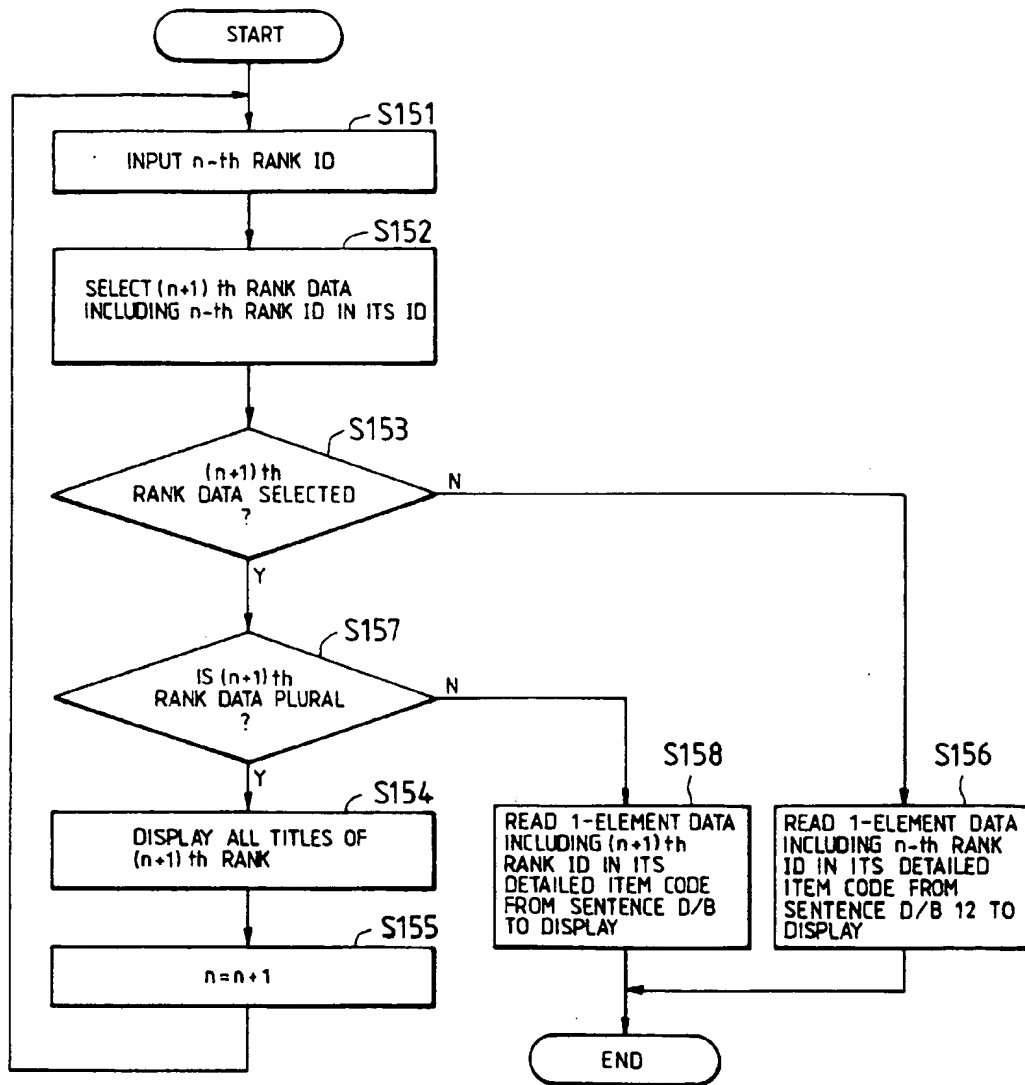 START
S151
INPUT n-th RANK ID
S152
SELECT (n+1) th RANK DATA
INCLUDING n-th RANK ID IN ITS ID
S153
(n+1) th
RANK DATA SELECTED
?
N
Y
S157
IS (n+1) th
RANK DATA PLURAL
?
N
Y
S154
DISPLAY ALL TITLES OF
(n+1) th RANK
S155
n=n+1
S158
READ 1-ELEMENT DATA
INCLUDING (n+1) th
RANK ID IN ITS
DETAILED ITEM CODE
FROM SENTENCE D/B
TO DISPLAY
S156
READ 1-ELEMENT DATA
INCLUDING n-th RANK
ID IN ITS DETAILED
ITEM CODE FROM
SENTENCE D/B 12 TO
DISPLAY
END